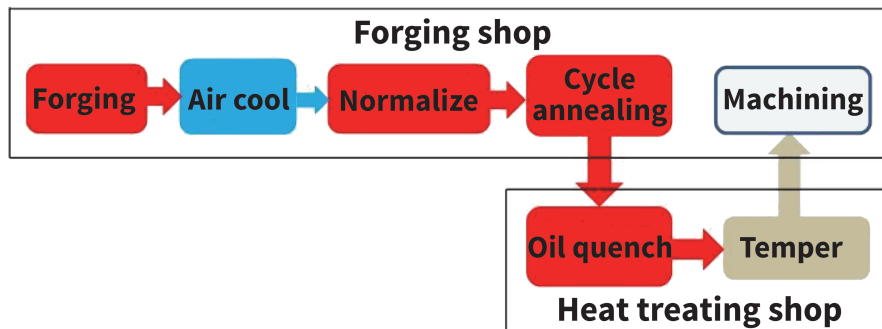 Forging shop
Forging
Air cool
Normalize
Cycle
annealing
Machining
Oil quench
Temper
Heat treating shop